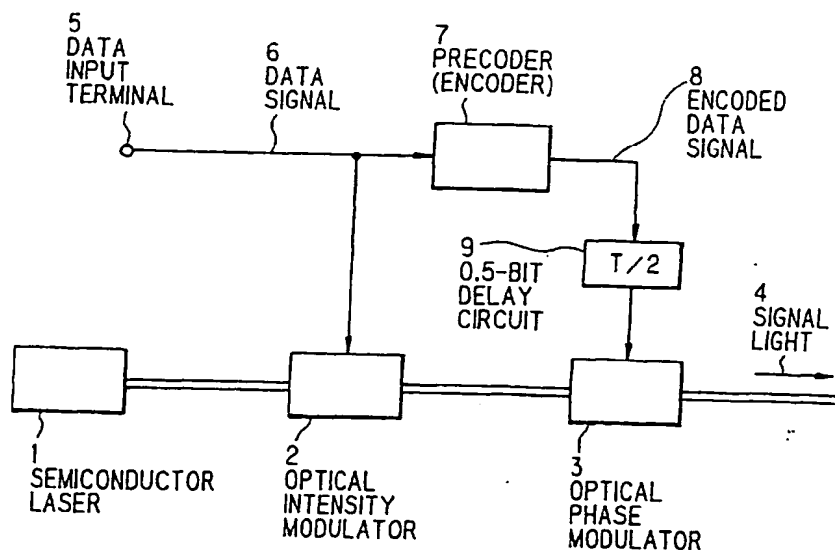 5
DATA
INPUT
TERMINAL
6
DATA
SIGNAL
7
PRECODER
(ENCODER)
8
ENCODED
DATA
SIGNAL
9
0.5-BIT
DELAY
CIRCUIT
T/2
4
SIGNAL
LIGHT
1
SEMICONDUCTOR
LASER
2
OPTICAL
INTENSITY
MODULATOR
3
OPTICAL
PHASE
MODULATOR